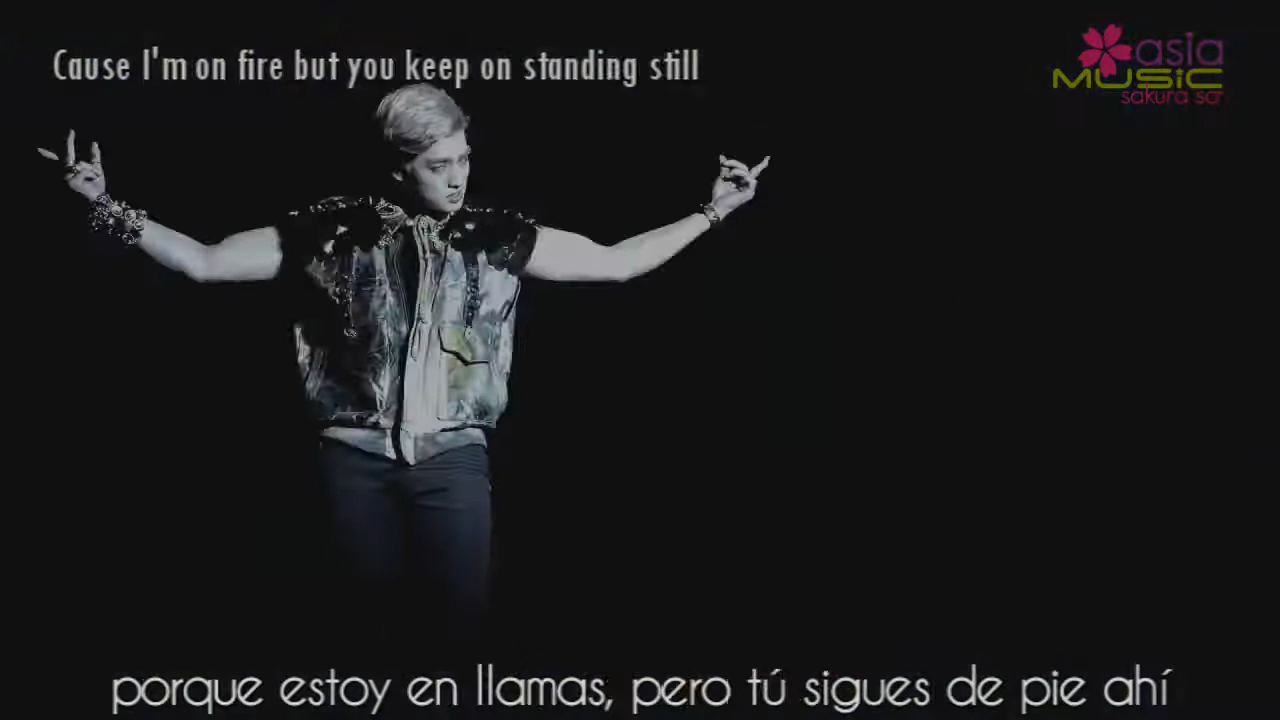 Cause I'm on fire but you keep on standing still
asia
MUSiC
sakura so
porque estoy en llamas, pero tú sigues de pie ahí